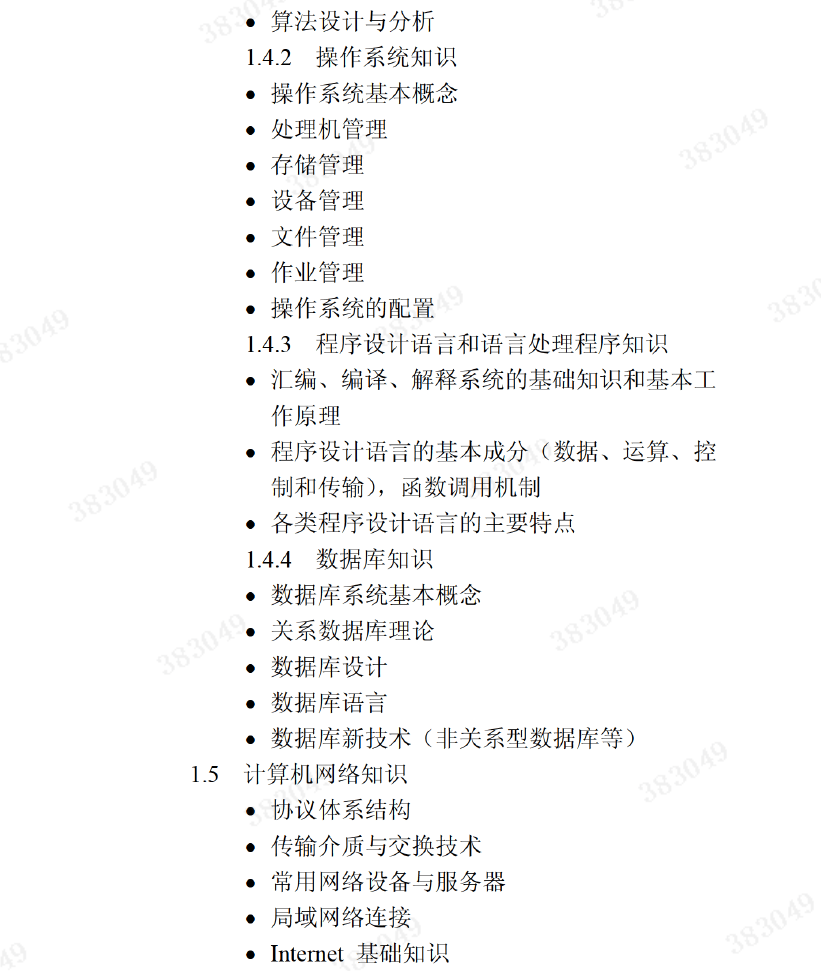 • 算法设计与分析
1.4.2 操作系统知识
• 操作系统基本概念
• 处理机管理
• 存储管理
• 设备管理
• 文件管理
• 作业管理
• 操作系统的配置
1.4.3 程序设计语言和语言处理程序知识
• 汇编、编译、解释系统的基础知识和基本工
作原理
• 程序设计语言的基本成分（数据、运算、控
制和传输），函数调用机制
• 各类程序设计语言的主要特点
1.4.4 数据库知识
• 数据库系统基本概念
• 关系数据库理论
• 数据库设计
• 数据库语言
• 数据库新技术（非关系型数据库等）
1.5 计算机网络知识
• 协议体系结构
• 传输介质与交换技术
• 常用网络设备与服务器
• 局域网络连接
• Internet 基础知识
383049
383049
383049
383049
383049
383049
383049
383049
383049
383049